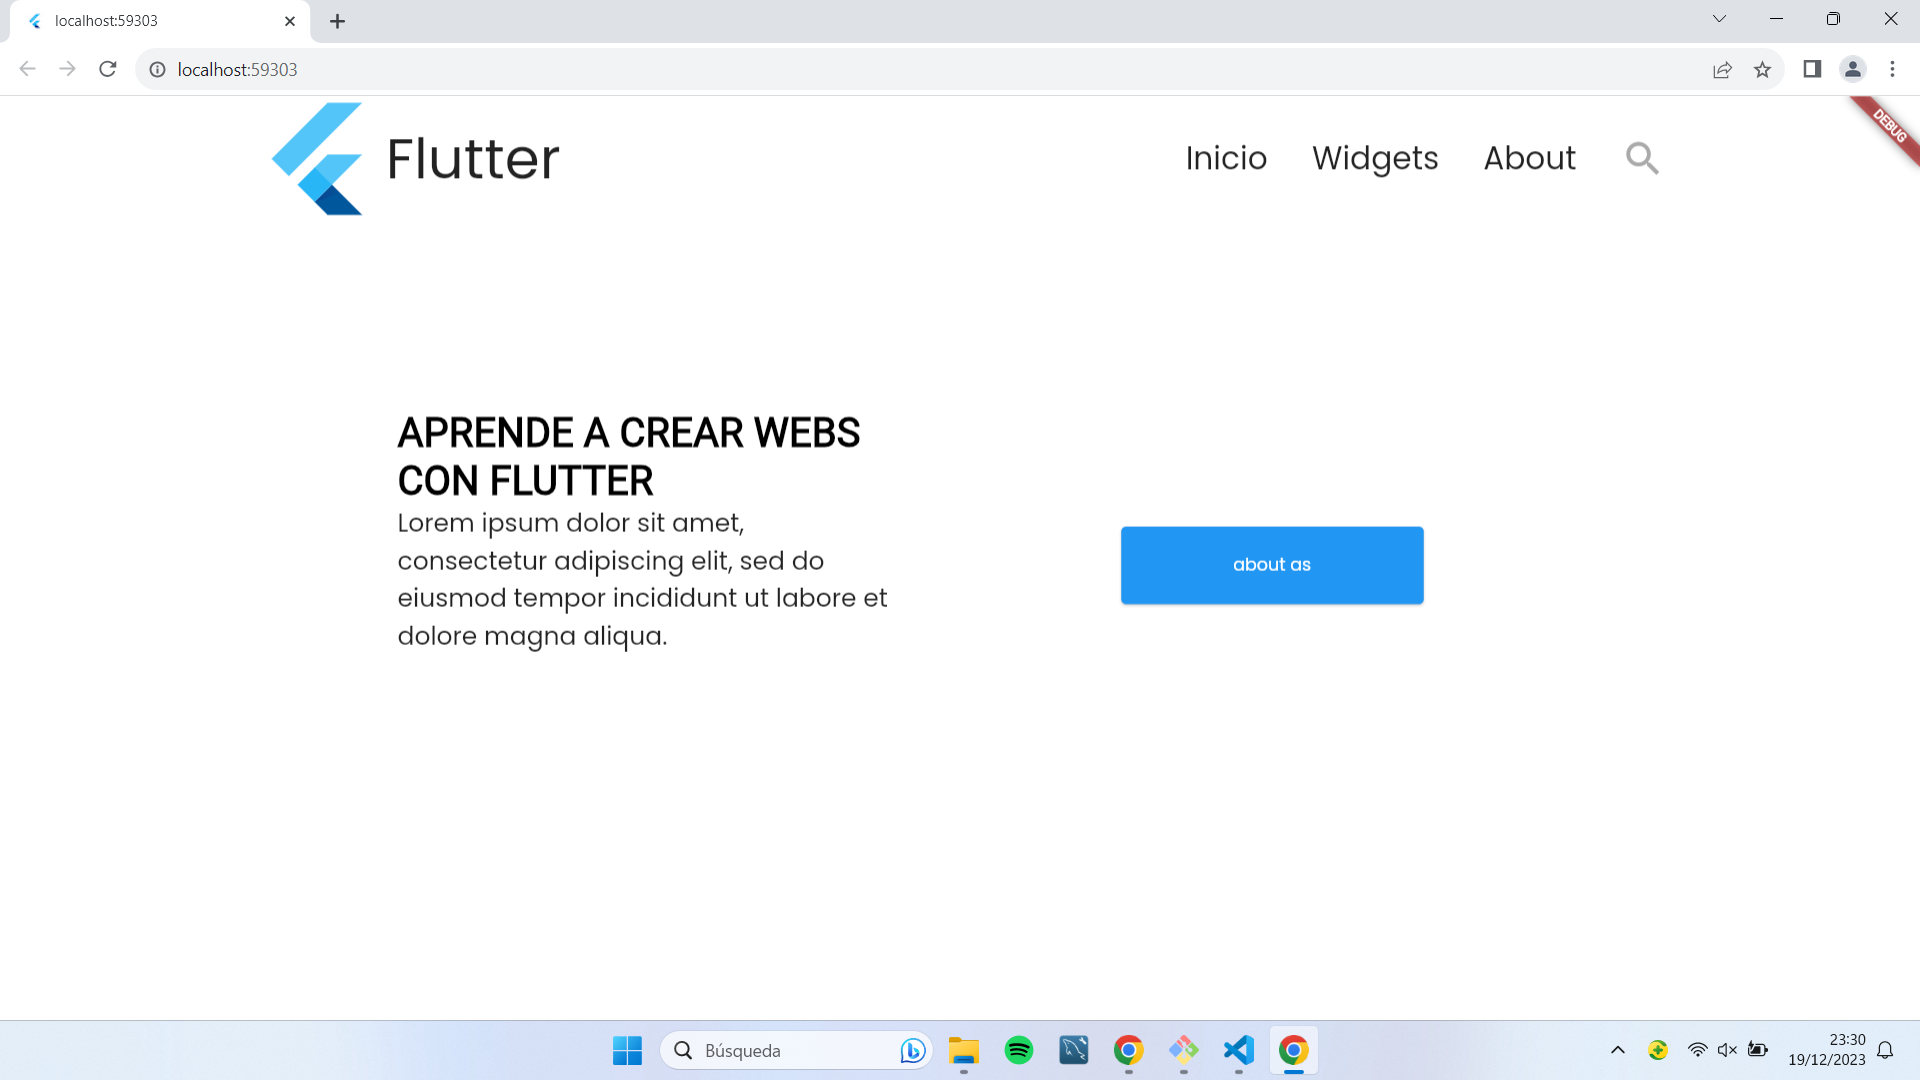 localhost:59303
localhost:59303
DEBUG
Flutter
Inicio
Widgets
About
APRENDE A CREAR WEBS
CON FLUTTER
Lorem ipsum dolor sit amet,
consectetur adipiscing elit, sed do
eiusmod tempor incididunt ut labore et
dolore magna aliqua.
about as
Búsqueda
23:30
19/12/2023